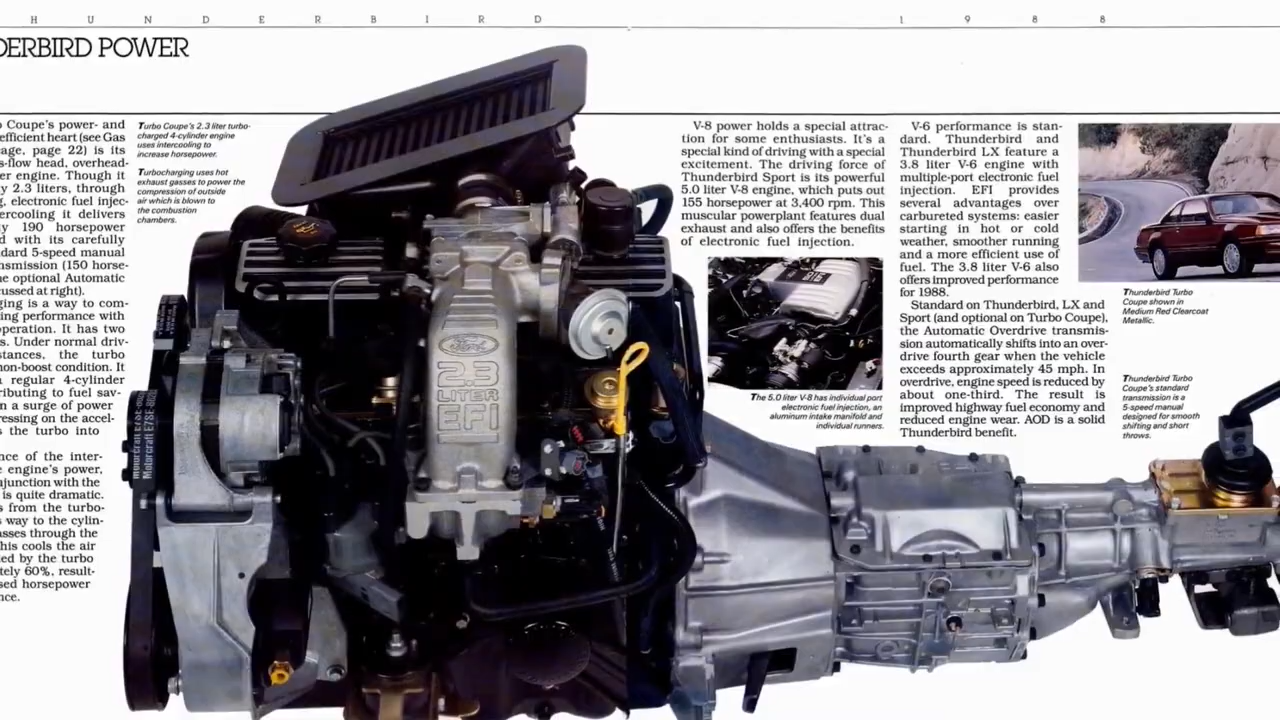 HUNDERBIRD
1988
DERBIRD POWER
Coupe's power- and
efficient heart (see Gas
age, page 22) is its
s-flow head, overhead-
er engine. Though it
y 2.3 liters, through
g, electronic fuel injec-
ercooling it delivers
y 190 horsepower
d with its carefully
dard 5-speed manual
nsmission (150 horse-
e optional Automatic
cussed at right).
ging is a way to com-
ing performance with
operation. It has two
s. Under normal driv-
stances, the turbo
non-boost condition. It
a regular 4-cylinder
tributing to fuel sav-
n a surge of power
ressing on the accel-
s the turbo into
nce of the inter-
e engine's power,
njunction with the
is quite dramatic.
s from the turbo-
s way to the cylin-
asses through the
his cools the air
ed by the turbo
tely 60%, result-
sed horsepower
nce.
Turbo Coupe's 2.3 liter turbo-
charged 4-cylinder engine
uses intercooling to
increase horsepower.
Turbocharging uses hot
exhaust gases to power the
compression of outside
air which is blown to
the combustion
chambers.
Ford
2.3
LITER
EFI
Motorcraft
V-8 power holds a special attrac-
tion for some enthusiasts. It's a
special kind of driving with a special
excitement. The driving force of
Thunderbird Sport is its powerful
5.0 liter V-8 engine, which puts out
155 horsepower at 3,400 rpm. This
muscular powerplant features dual
exhaust and also offers the benefits
of electronic fuel injection.
The 5.0 liter V-8 has individual port
electronic fuel injection, an
aluminum intake manifold and
individual runners.
V-6 performance is stan-
dard. Thunderbird and
Thunderbird LX feature a
3.8 liter V-6 engine with
multiple-port electronic fuel
injection. EFI provides
several advantages over
carbureted systems: easier
starting in hot or cold
weather, smoother running
and a more efficient use of
fuel. The 3.8 liter V-6 also
offers improved performance
for 1988.
Standard on Thunderbird, LX and
Sport (and optional on Turbo Coupe),
the Automatic Overdrive transmis-
sion automatically shifts into an over-
drive fourth gear when the vehicle
exceeds approximately 45 mph. In
overdrive, engine speed is reduced by
about one-third. The result is
improved highway fuel economy and
reduced engine wear. AOD is a solid
Thunderbird benefit.
Thunderbird Turbo
Coupe shown in
Medium Red Clearcoat
Metallic.
Thunderbird Turbo
Coupe's standard
transmission is a
5-speed manual
designed for smooth
shifting and short
throws.